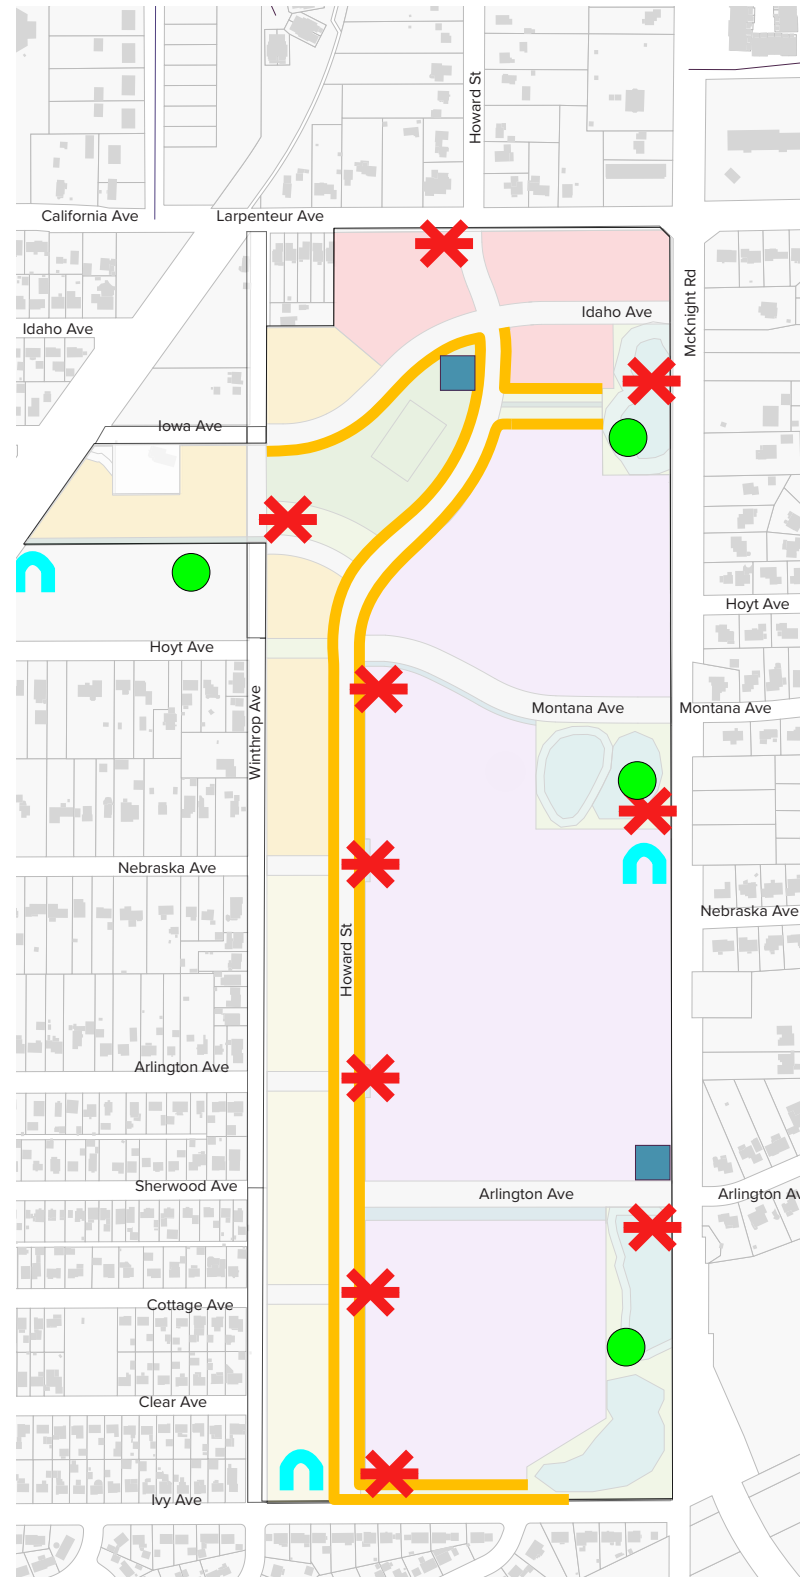 Howard St
California Ave
Larpenteur Ave
McKnight Rd
Idaho Ave
Idaho Ave
Iowa Ave
Hoyt Ave
Hoyt Ave
Winthrop Ave
Montana Ave
Montana Ave
Nebraska Ave
Nebraska Ave
Howard St
Arlington Ave
Sherwood Ave
Arlington Ave
Arlington Av
Cottage Ave
Clear Ave
Ivy Ave